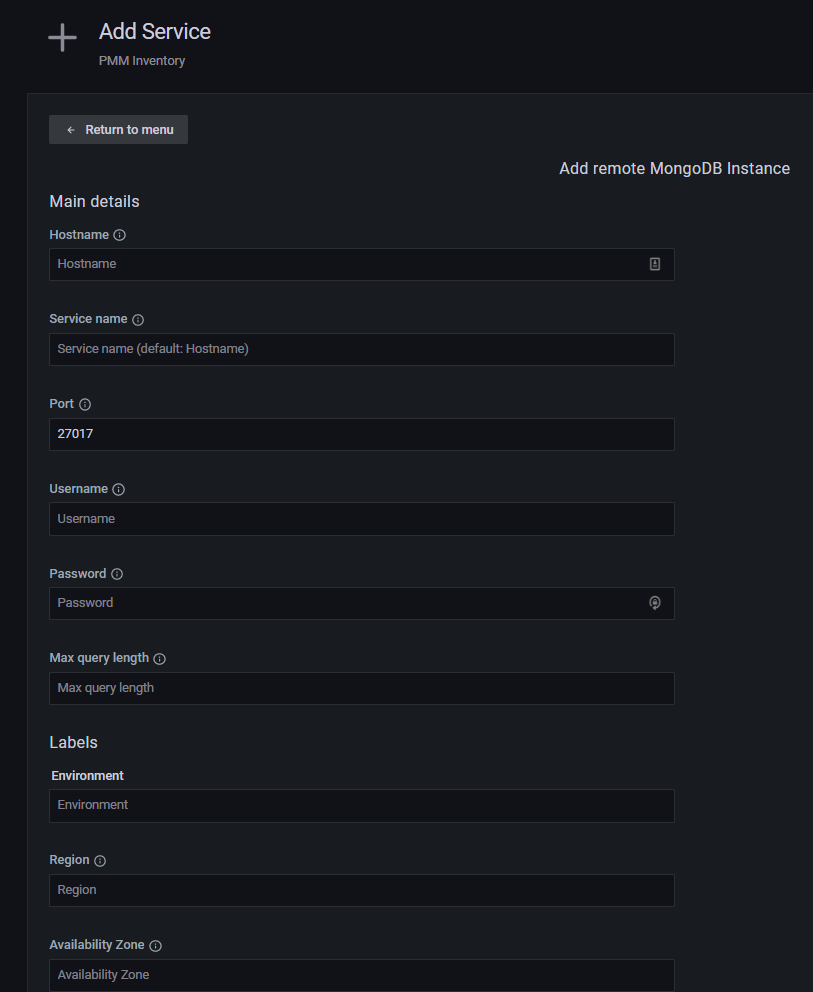 Add Service
PMM Inventory
Return to menu
Add remote MongoDB Instance
Main details
Hostname
Hostname
Service name
Service name (default: Hostname)
Port
27017
Username
Username
Password
Password
Max query length
Max query length
Labels
Environment
Environment
Region
Region
Availability Zone
Availability Zone